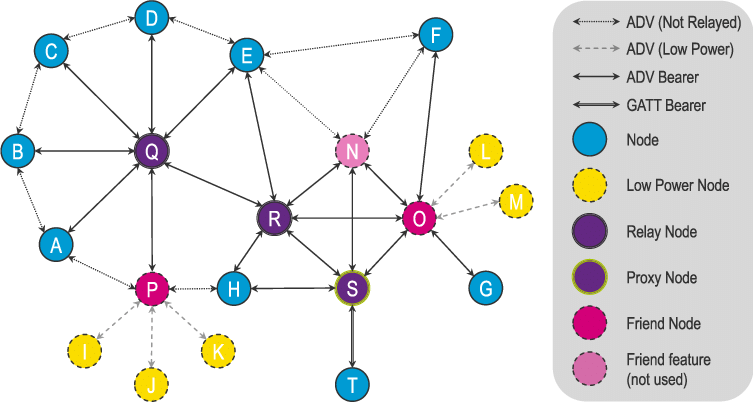 D
C
E
F
B
Q
N
L
M
A
R
O
P
H
S
G
I
K
J
T
ADV (Not Relayed)
ADV (Low Power)
ADV Bearer
GATT Bearer
Node
Low Power Node
Relay Node
Proxy Node
Friend Node
Friend feature
(not used)